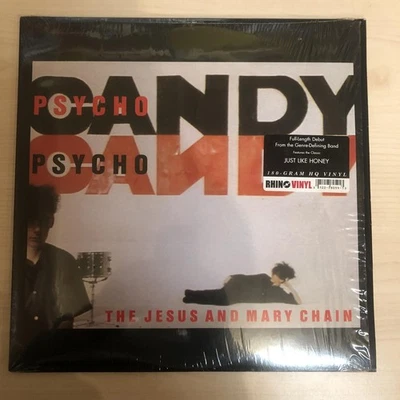 CANDY
PSYCHO
PSYCHO
CANDY
Full-Length Debut
From the Genre-Defining Band
Features the Classic
JUST LIKE HONEY
180-GRAM HQ VINYL
RHINO VINYL
THE JESUS AND MARY CHAIN